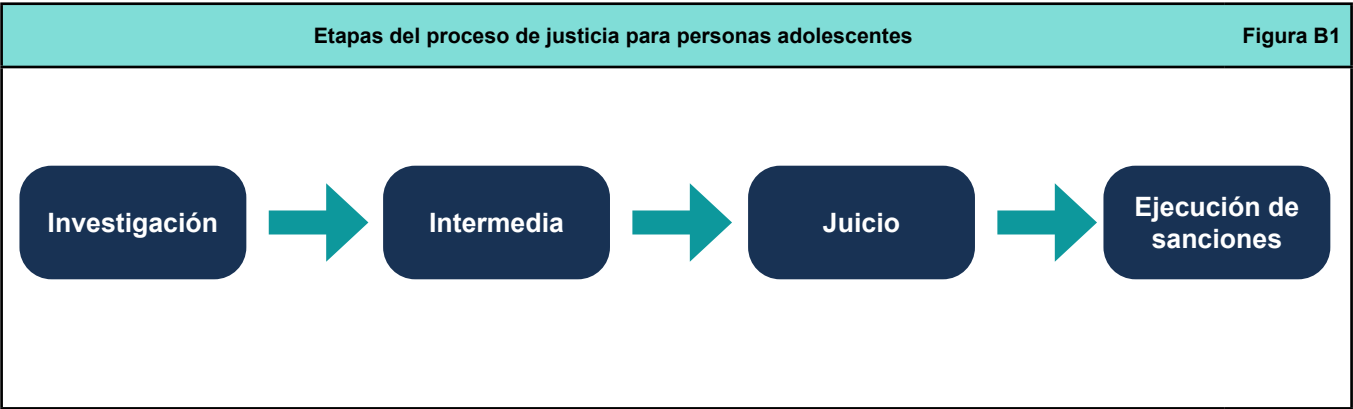 Etapas del proceso de justicia para personas adolescentes
Figura B1
Investigación
Intermedia
Juicio
Ejecución de
sanciones